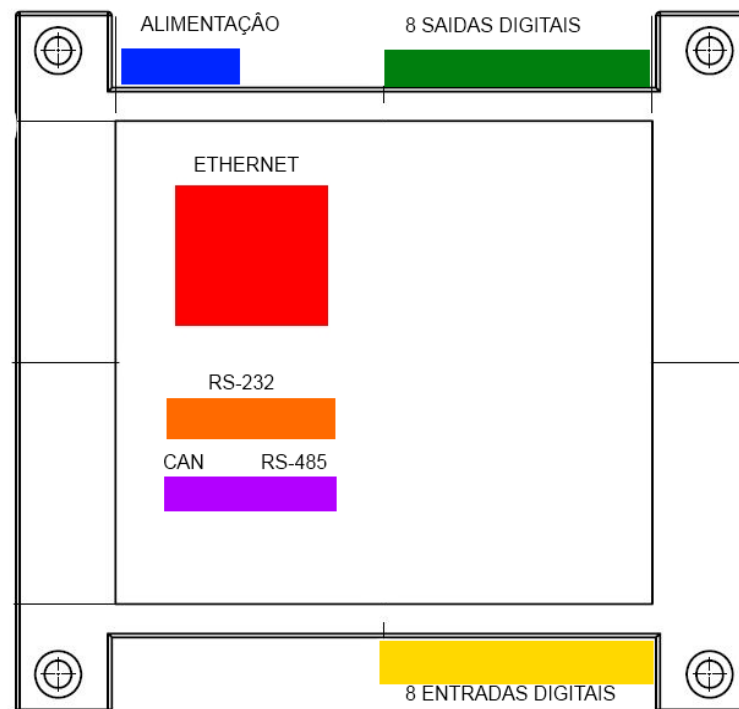 ALIMENTAÇÂO
8 SAIDAS DIGITAIS
ETHERNET
RS-232
CAN
RS-485
8 ENTRADAS DIGITAIS